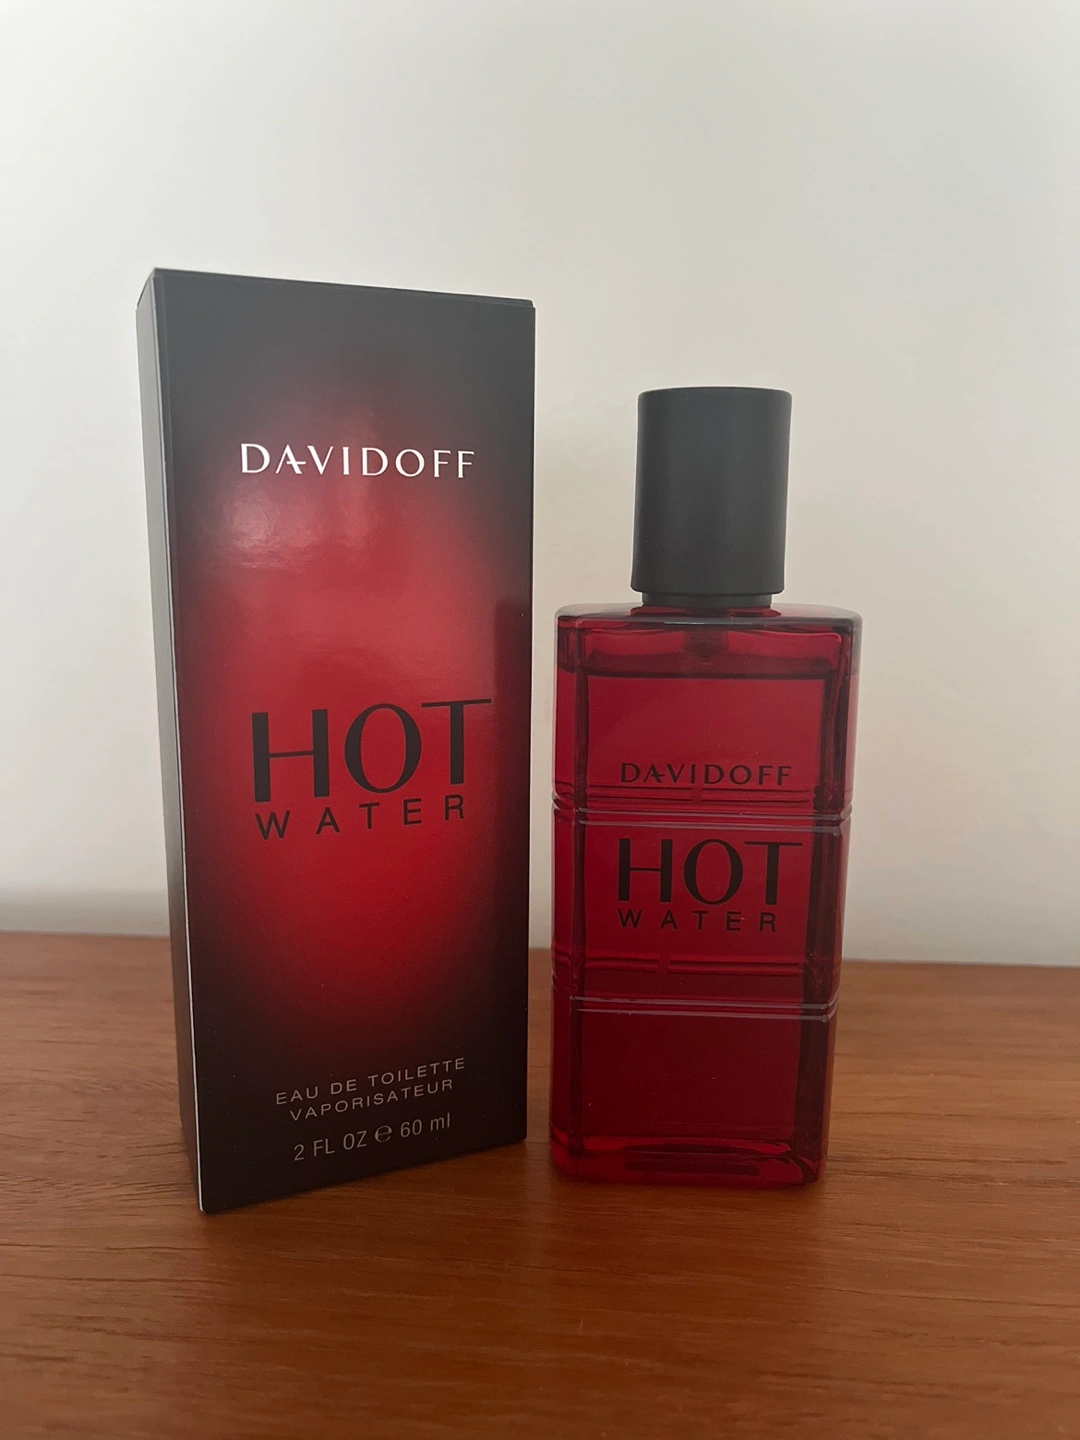 DAVIDOFF
HOT
WATER
EAU DE TOILETTE
VAPORISATEUR
2 FL OZ ℮ 60 ml
DAVIDOFF
HOT
WATER